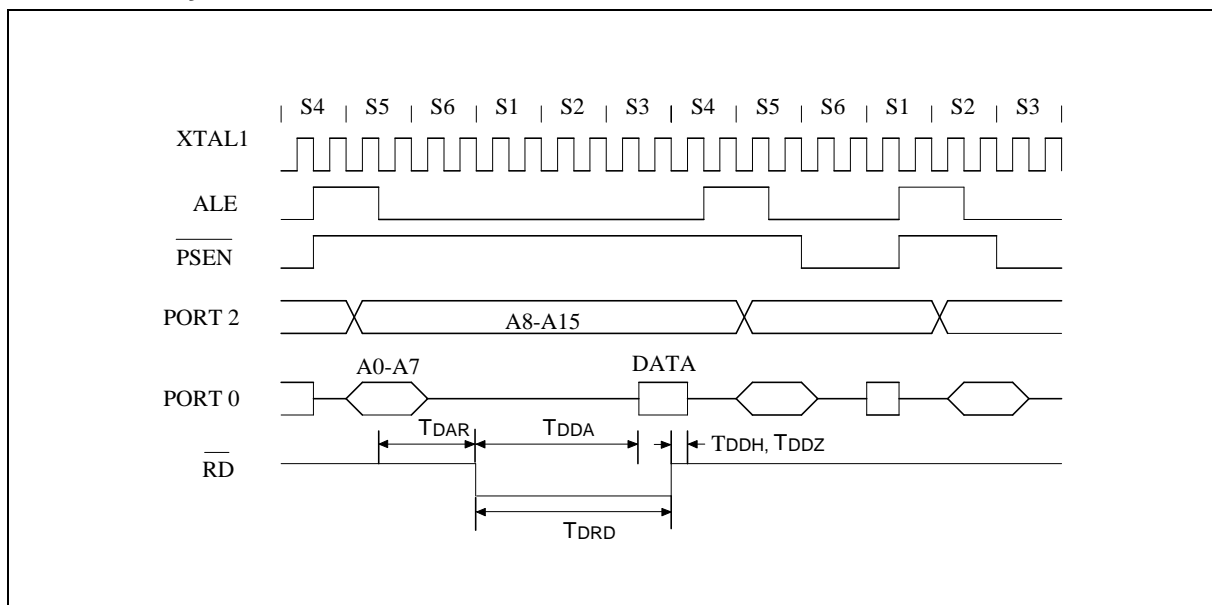 S4 S5 S6 S1 S2 S3 S4 S5 S6 S1 S2 S3
XTAL1
ALE
PSEN
PORT 2
A8-A15
A0-A7
DATA
PORT 0
TDAR
TDDA
TDDH, TDDZ
RD
TDRD